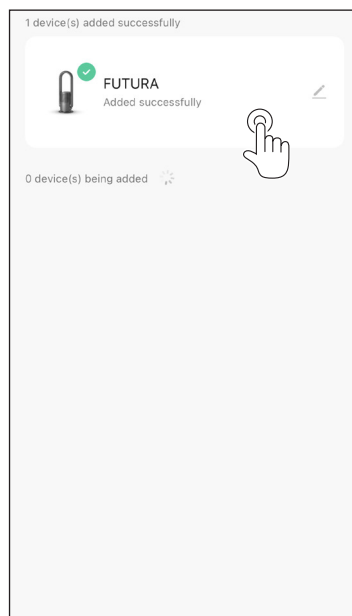 1 device(s) added successfully
FUTURA
Added successfully
0 device(s) being added